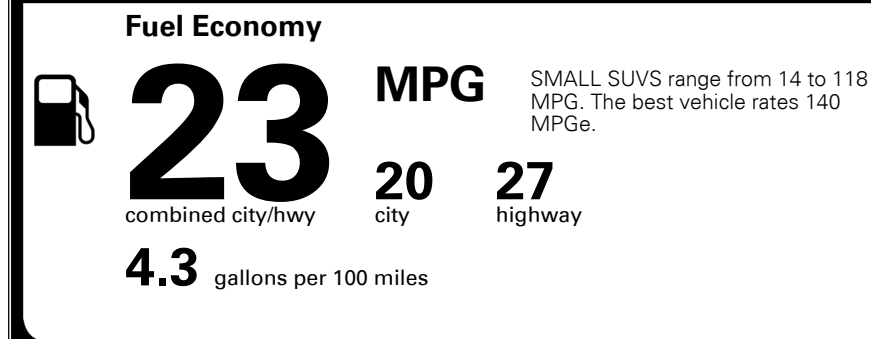 Fuel Economy
23 MPG
SMALL SUVS range from 14 to 118
MPG. The best vehicle rates 140
MPGe.
combined city/hwy
20
city
27
highway
4.3 gallons per 100 miles